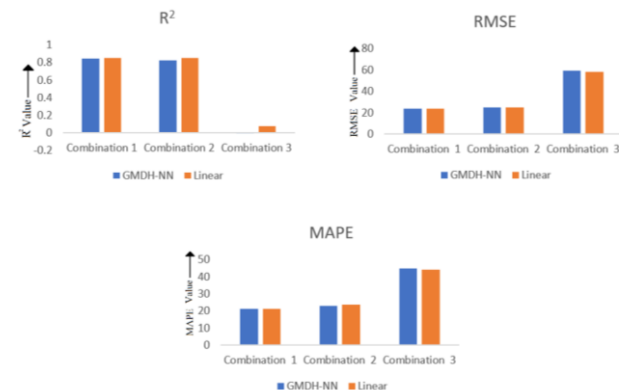 R²
R² Value
1
0.8
0.6
0.4
0.2
0
-0.2
Combination 1 Combination 2 Combination 3
GMDH-NN Linear
RMSE
RMSE Value
80
60
40
20
0
Combination 1 Combination 2 Combination 3
GMDH-NN Linear
MAPE
MAPE Value
50
40
30
20
10
0
Combination 1 Combination 2 Combination 3
GMDH-NN Linear